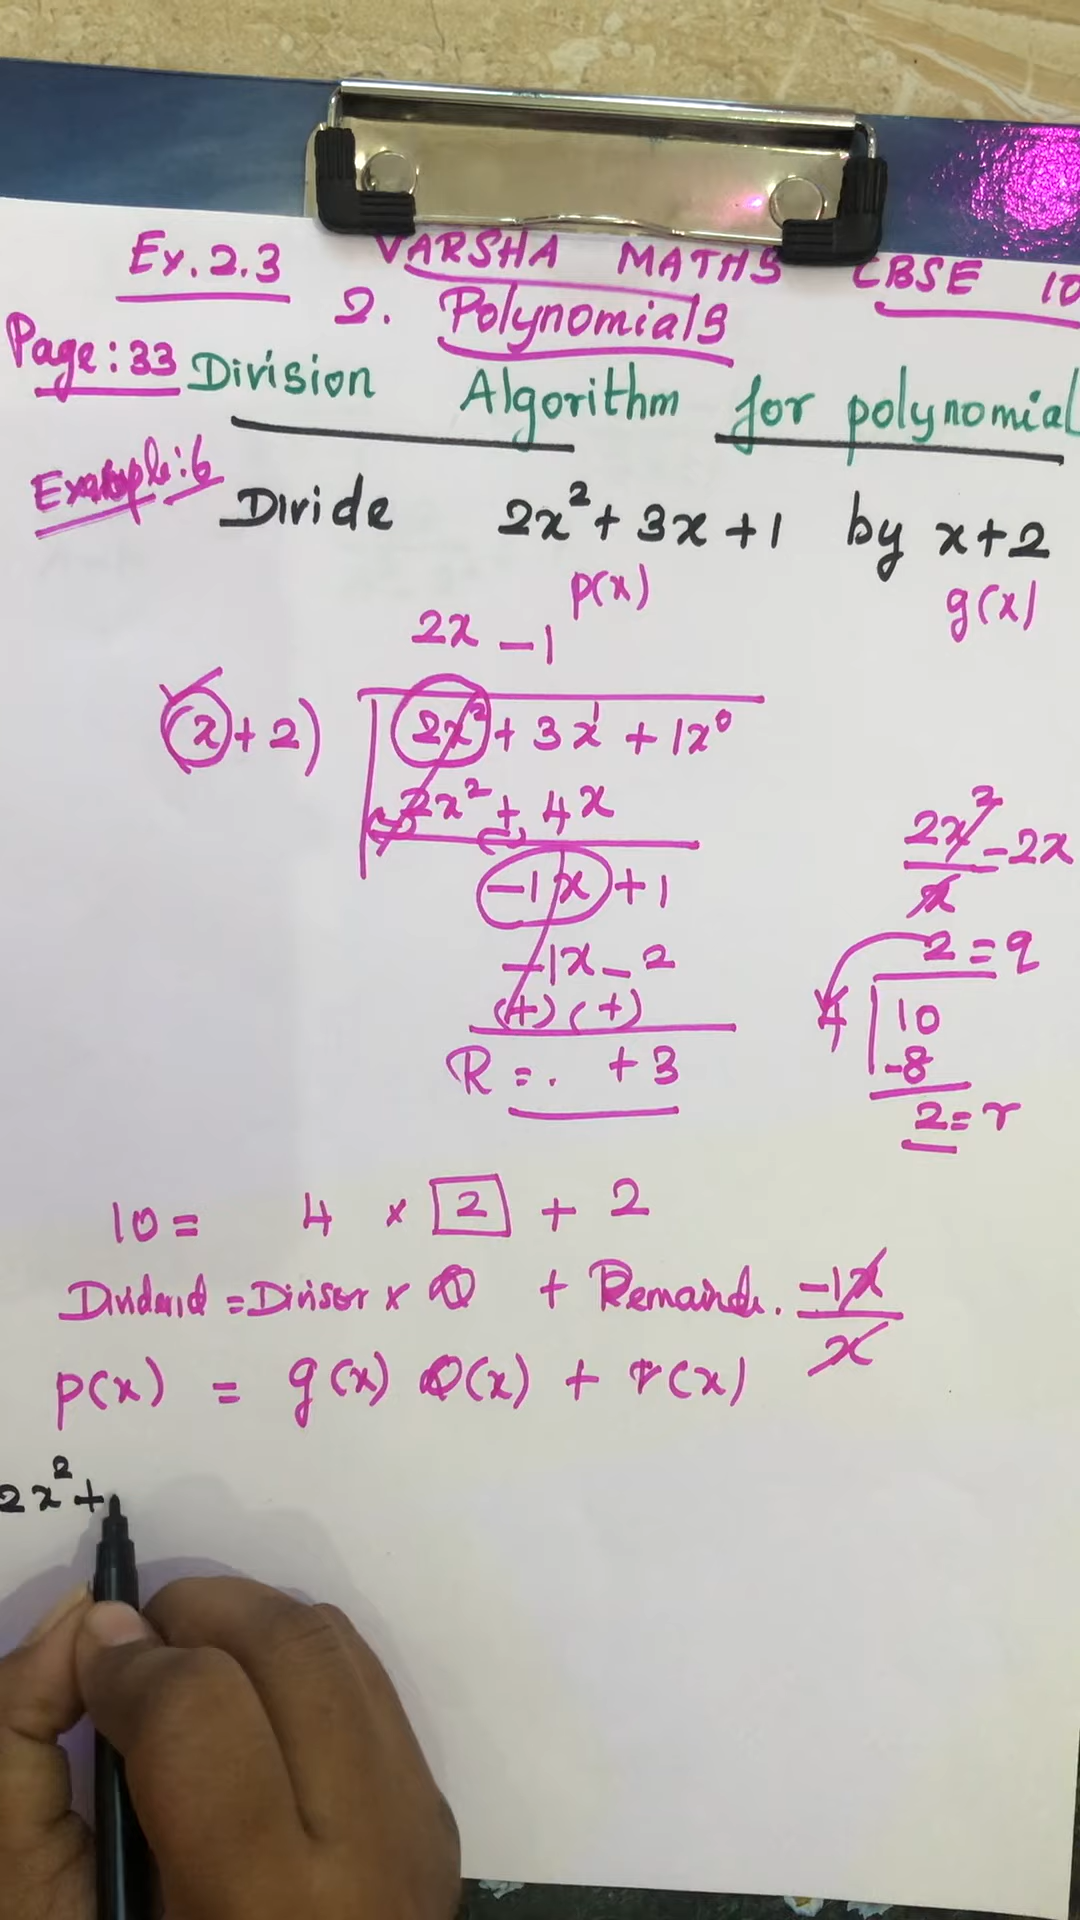 Ex.2.3 VARSHA MATHS CBSE 10
2. Polynomials
Page:33
Division Algorithm for polynomial
Example:6
Divide 2x²+3x+1 by x+2
p(x) g(x)
2x -1
x+2) 2x²+3x¹+1x⁰
2x²+4x
(-) (-)
-1x+1
-1x-2
(+) (+)
R=. +3
2x²
-2x
x
2=q
4 10
-8
2=r
10= 4 × 2 + 2
Dividend =Divisor × Q + Remainde.
-1x
x
p(x) = g(x) Q(x) + r(x)
2x²+